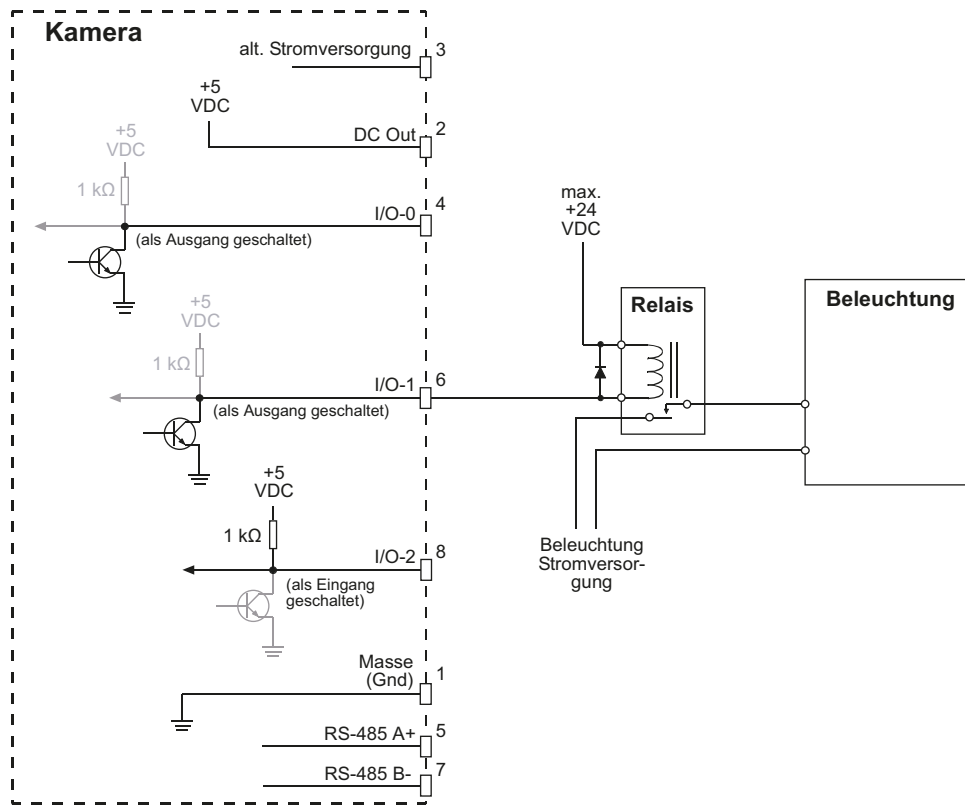 Kamera
alt. Stromversorgung
3
+5
VDC
DC Out
2
+5
VDC
1 kΩ
I/O-0
4
(als Ausgang geschaltet)
max.
+24
VDC
Relais
Beleuchtung
+5
VDC
1 kΩ
I/O-1
6
(als Ausgang geschaltet)
+5
VDC
1 kΩ
I/O-2
8
(als Eingang
geschaltet)
Beleuchtung
Stromversor-
gung
Masse
(Gnd)
1
RS-485 A+
5
RS-485 B-
7